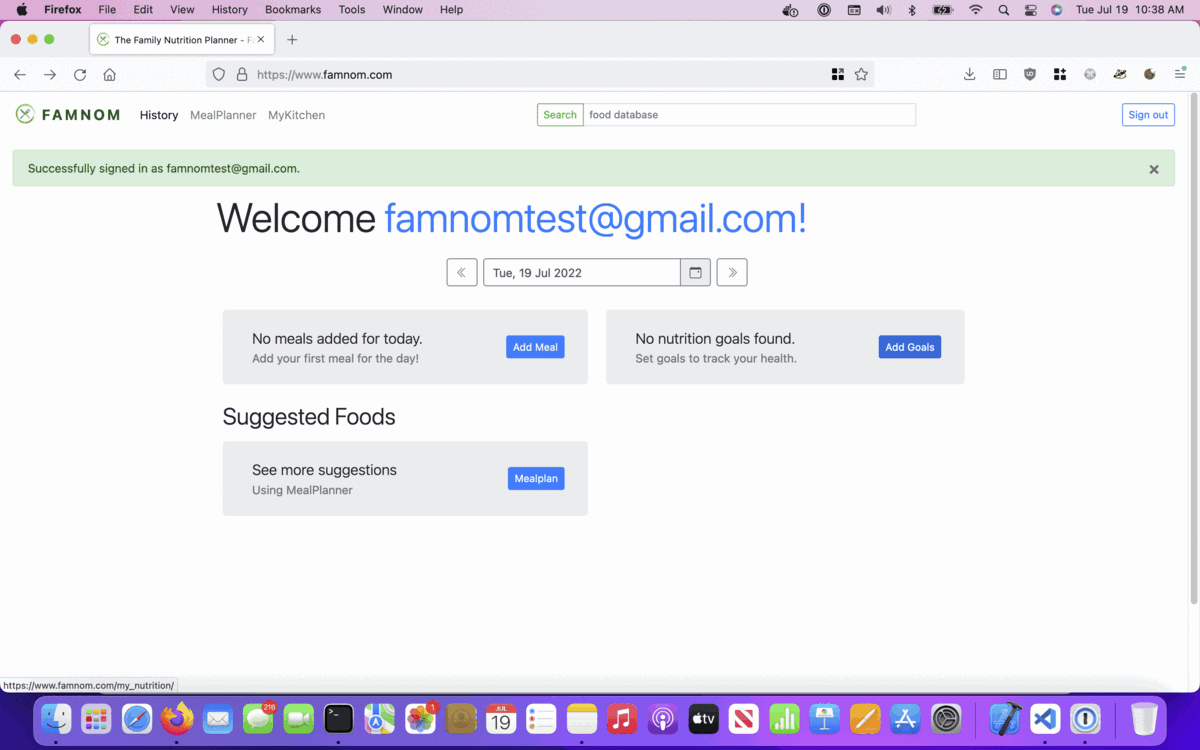 Firefox File Edit View History Bookmarks Tools Window Help Tue Jul 19 10:38 AM
The Family Nutrition Planner - F
https://www.famnom.com
FAMNOM History MealPlanner MyKitchen Search food database Sign out
Successfully signed in as famnomtest@gmail.com. ×
Welcome famnomtest@gmail.com!
Tue, 19 Jul 2022
No meals added for today.
Add your first meal for the day!
Add Meal
No nutrition goals found.
Set goals to track your health.
Add Goals
Suggested Foods
See more suggestions
Using MealPlanner
Mealplan
https://www.famnom.com/my_nutrition/
216
1
JUL
19
tv